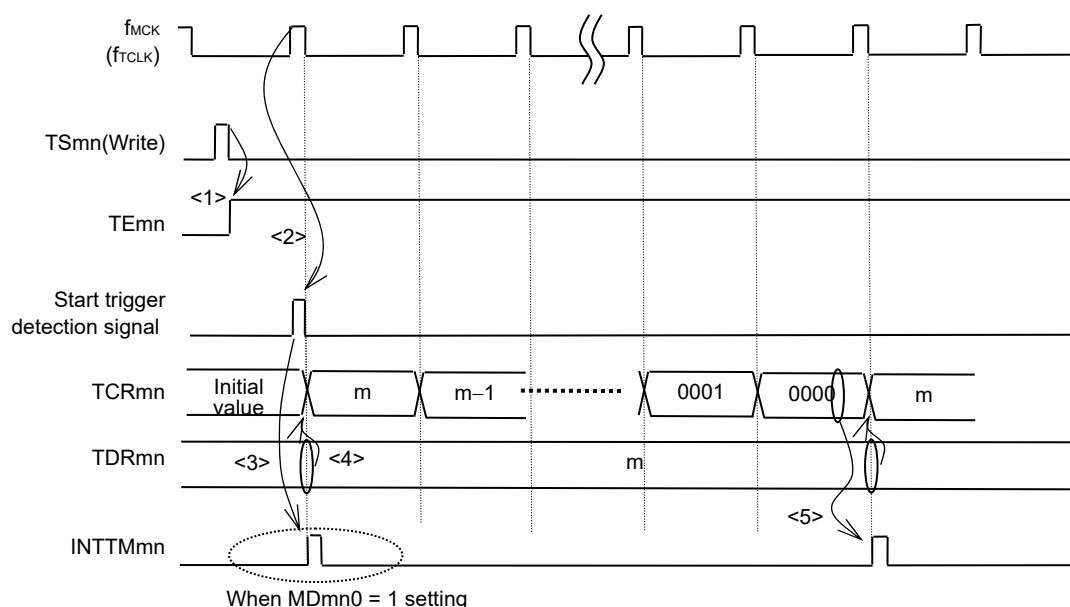 fMCK
(fTCLK)
TSmn(Write)
<1>
TEmn
<2>
Start trigger
detection signal
TCRmn
Initial
value
m
m−1
0001
0000
m
TDRmn
<3>
<4>
m
<5>
INTTMmn
When MDmn0 = 1 setting